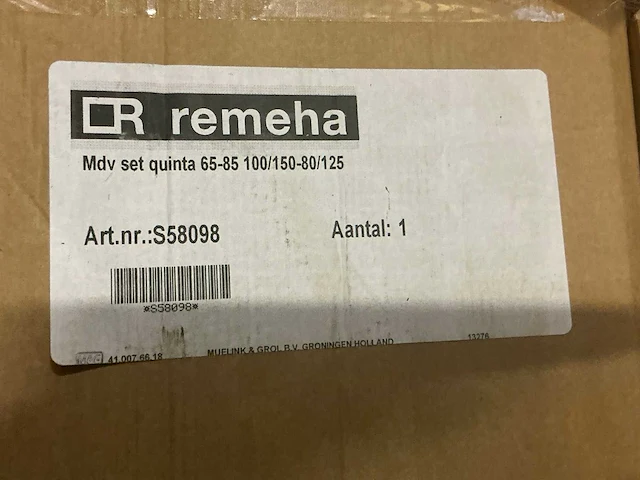 remeha
Mdv set quinta 65-85 100/150-80/125
Art.nr.:S58098 Aantal: 1
*S58098*
41.007.66.18 MUELINK & GROL B.V. GRONINGEN HOLLAND 13276